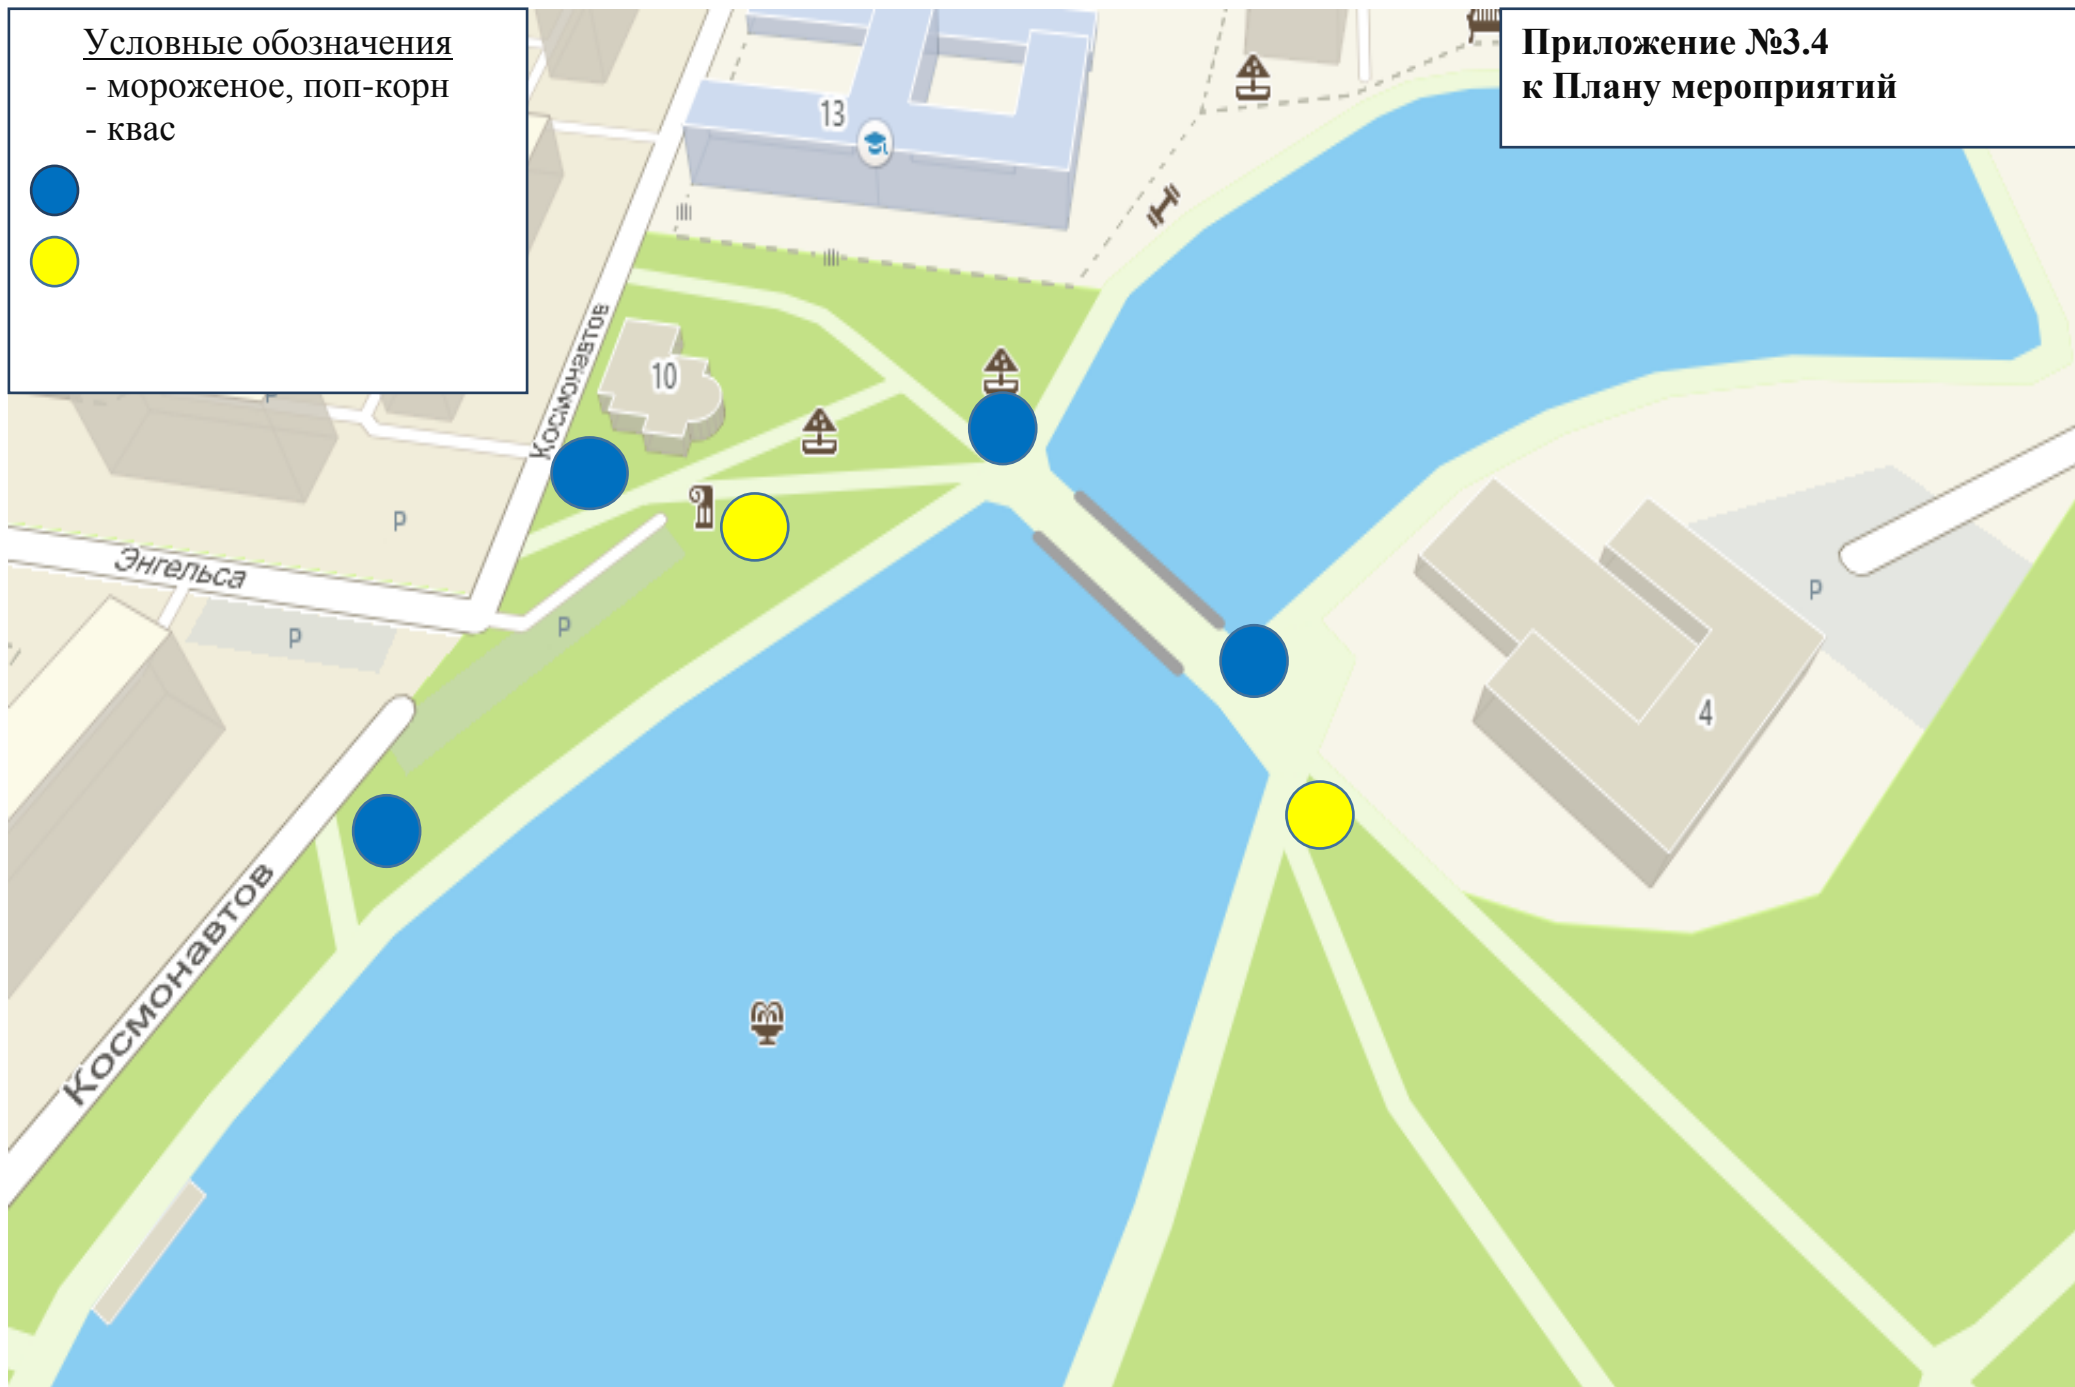 Условные обозначения
- мороженое, поп-корн
- квас
Приложение №3.4
к Плану мероприятий
13
10
Космонавтов
P
P
Энгельса
P
P
P
4
Космонавтов